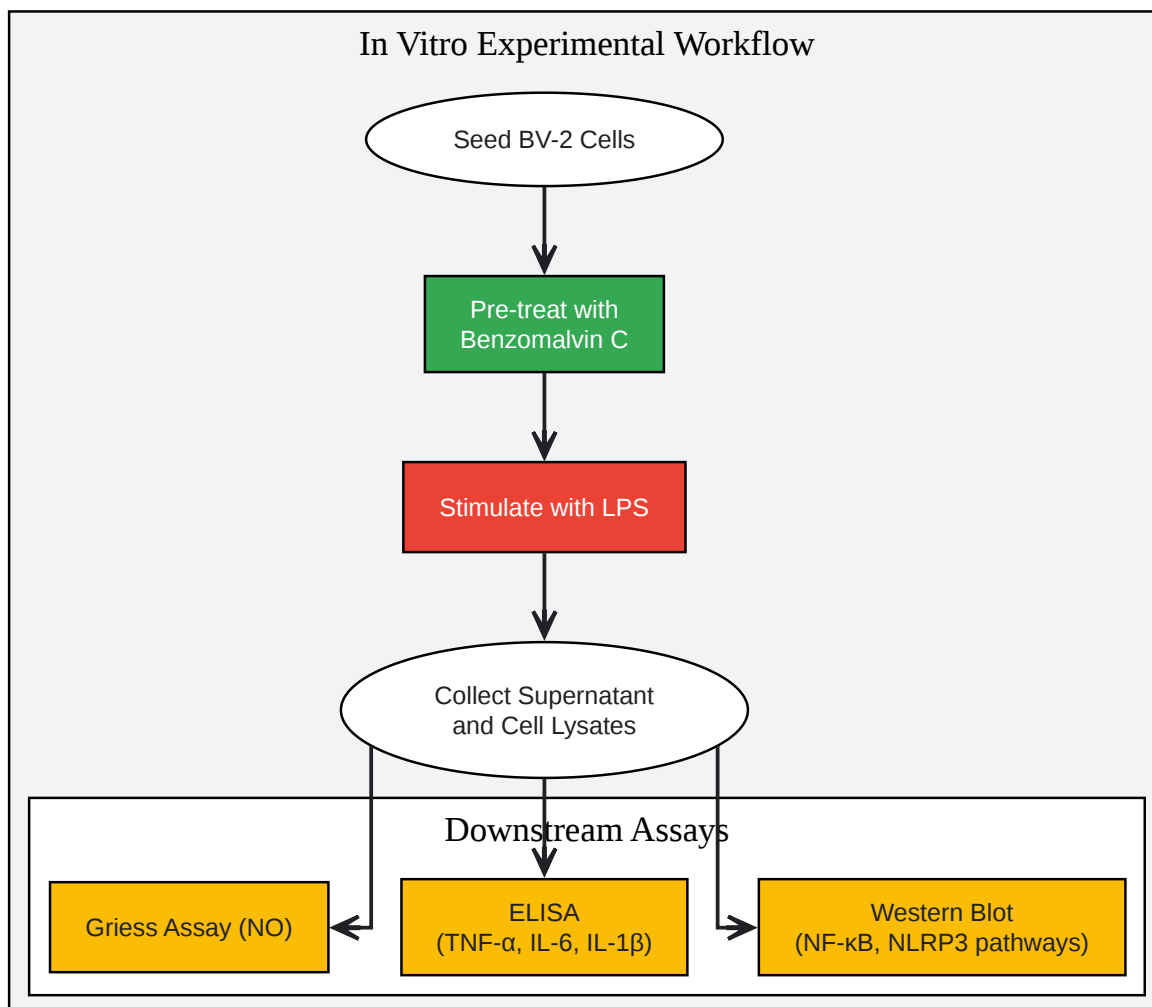 In Vitro Experimental Workflow
Seed BV-2 Cells
Pre-treat with
Benzomalvin C
Stimulate with LPS
Collect Supernatant
and Cell Lysates
Downstream Assays
Griess Assay (NO)
ELISA
(TNF-α, IL-6, IL-1β)
Western Blot
(NF-κB, NLRP3 pathways)